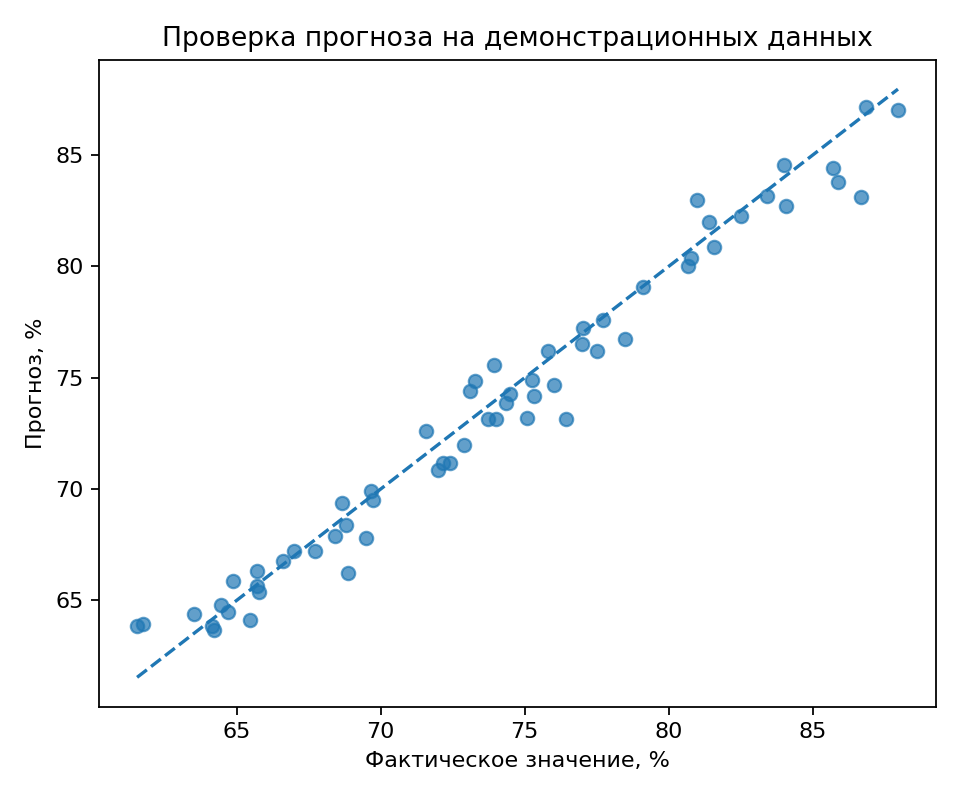 Проверка прогноза на демонстрационных данных
85
80
75
70
65
Прогноз, %
65 70 75 80 85
Фактическое значение, %